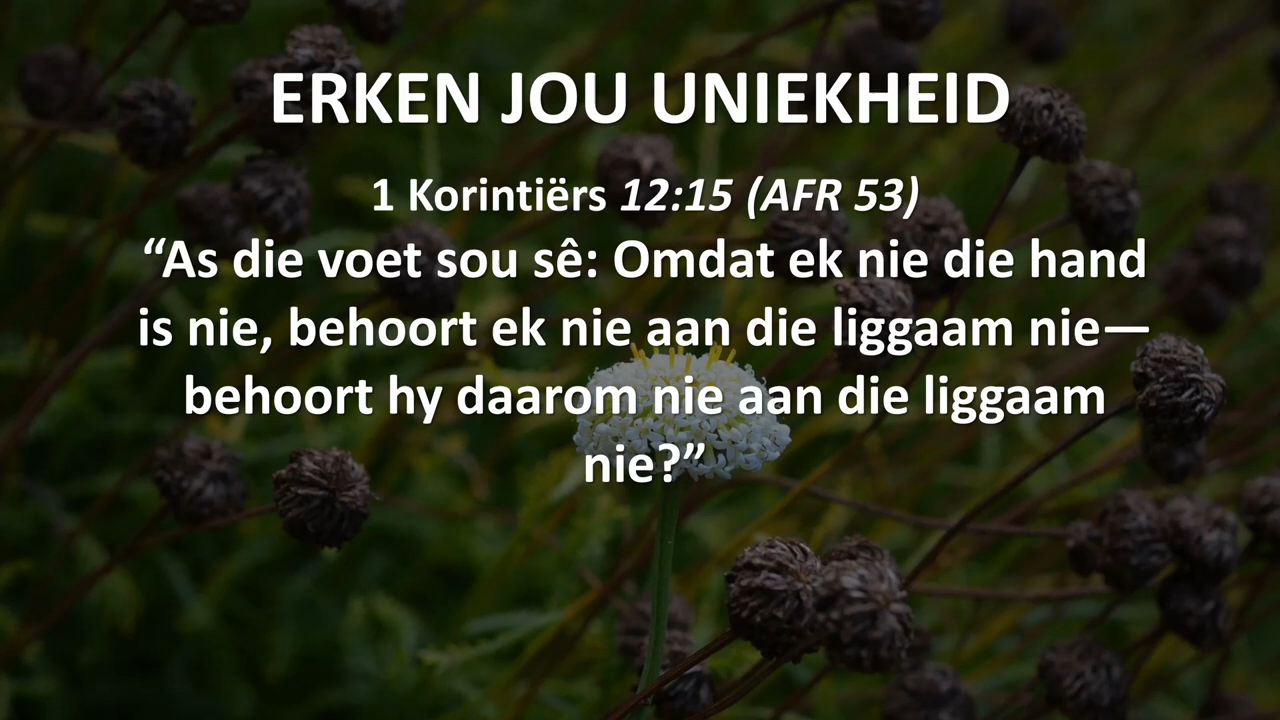 ERKEN JOU UNIEKHEID
1 Korintiërs 12:15 (AFR 53)
“As die voet sou sê: Omdat ek nie die hand
is nie, behoort ek nie aan die liggaam nie—
behoort hy daarom nie aan die liggaam
nie?”